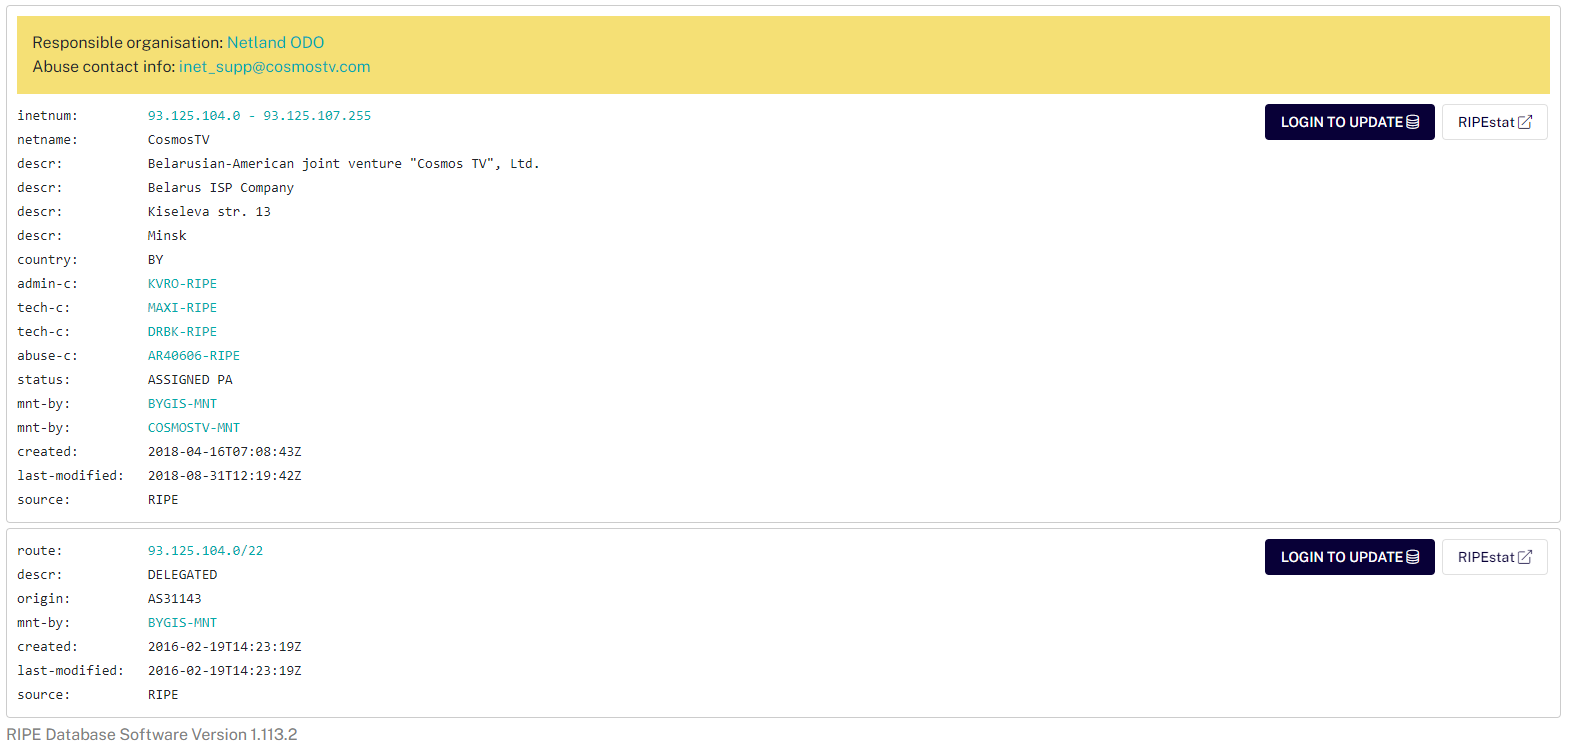 Responsible organisation: Netland ODO
Abuse contact info: inet_supp@cosmostv.com
inetnum: 93.125.104.0 - 93.125.107.255
LOGIN TO UPDATE RIPEstat
netname: CosmosTV
descr: Belarusian-American joint venture "Cosmos TV", Ltd.
descr: Belarus ISP Company
descr: Kiseleva str. 13
descr: Minsk
country: BY
admin-c: KVRO-RIPE
tech-c: MAXI-RIPE
tech-c: DRBK-RIPE
abuse-c: AR40606-RIPE
status: ASSIGNED PA
mnt-by: BYGIS-MNT
mnt-by: COSMOSTV-MNT
created: 2018-04-16T07:08:43Z
last-modified: 2018-08-31T12:19:42Z
source: RIPE
route: 93.125.104.0/22
LOGIN TO UPDATE RIPEstat
descr: DELEGATED
origin: AS31143
mnt-by: BYGIS-MNT
created: 2016-02-19T14:23:19Z
last-modified: 2016-02-19T14:23:19Z
source: RIPE
RIPE Database Software Version 1.113.2